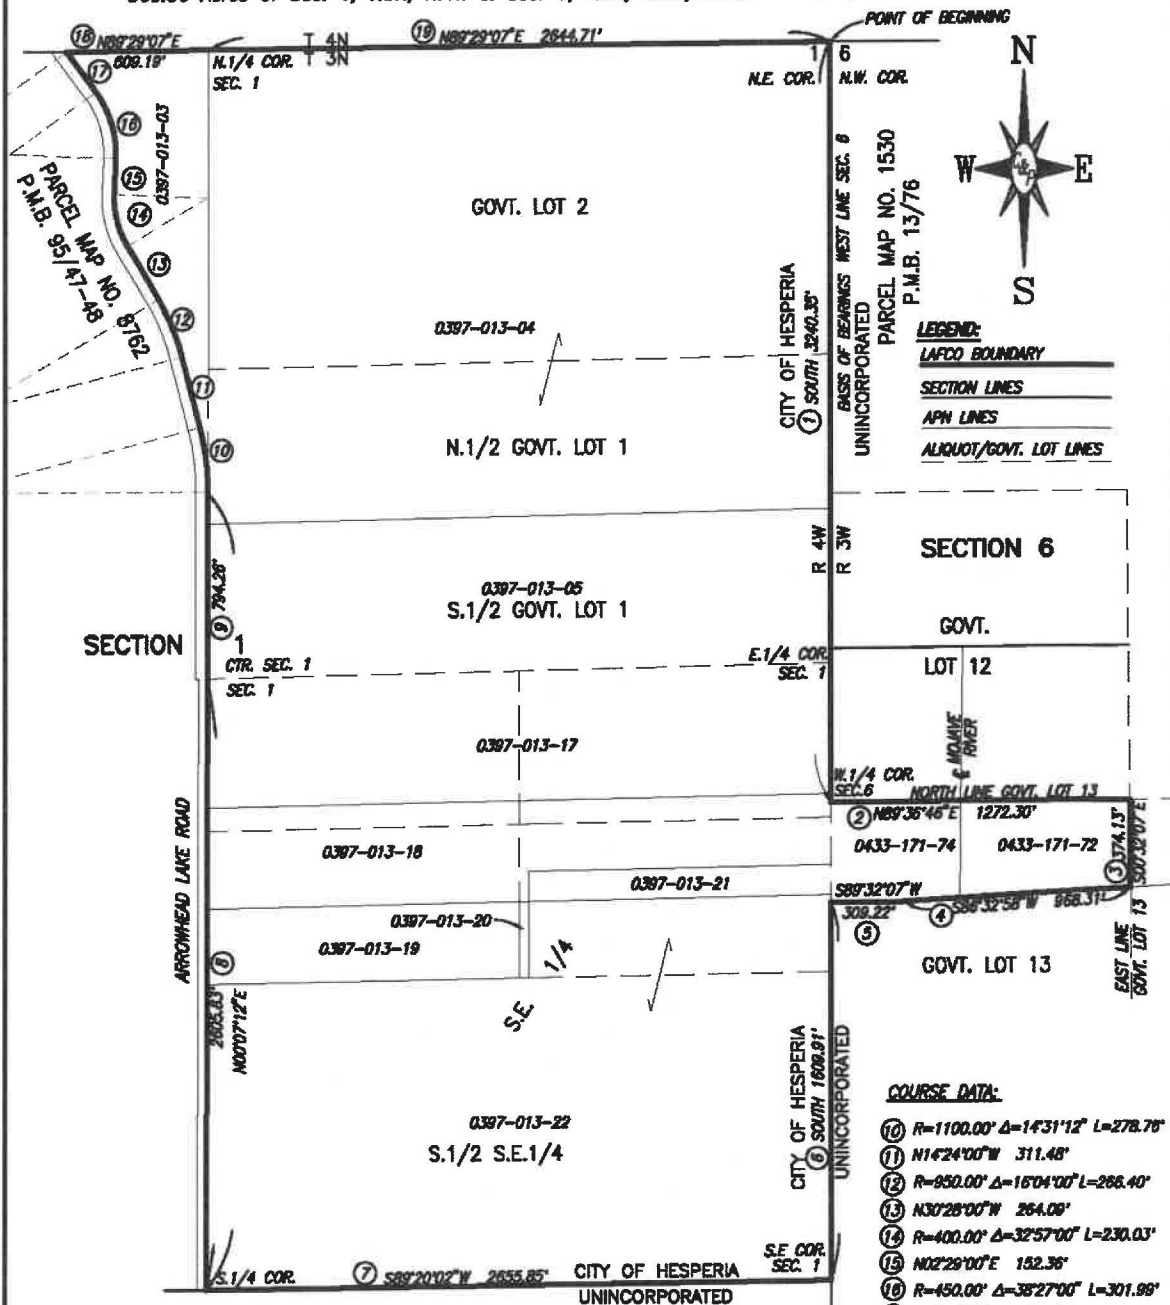 ⑱ N89°29'07"E
609.19'
⑲ N89°29'07"E 2644.71'
POINT OF BEGINNING
T 4N
T 3N
N.1/4 COR.
SEC. 1
1
6
N.E. COR.
N.W. COR.
N
W
E
S
⑰
⑯
⑮
⑭
⑬
⑫
⑪
⑩
0397-013-03
PARCEL MAP NO. 8762
P.M.B. 95/47-48
GOVT. LOT 2
0397-013-04
CITY OF HESPERIA
① SOUTH 3240.35'
BASIS OF BEARINGS WEST LINE SEC. 6
UNINCORPORATED
PARCEL MAP NO. 1530
P.M.B. 13/76
LEGEND:
LAFCO BOUNDARY
SECTION LINES
APN LINES
ALIQUOT/GOVT. LOT LINES
N.1/2 GOVT. LOT 1
R 4W
R 3W
SECTION 6
0397-013-05
S.1/2 GOVT. LOT 1
⑨ 794.26'
SECTION 1
CTR. SEC. 1
SEC. 1
E.1/4 COR.
SEC. 1
GOVT.
LOT 12
0397-013-17
℄ MOJAVE
RIVER
W.1/4 COR.
SEC.6
NORTH LINE GOVT. LOT 13
② N89°36'46"E 1272.30'
0433-171-74
0433-171-72
③ 374.13'
S00°32'07"E
ARROWHEAD LAKE ROAD
0397-013-18
0397-013-21
S89°32'07"W
309.22'
⑤
④ S86°32'58"W 966.31'
0397-013-20
0397-013-19
S.E. 1/4
GOVT. LOT 13
EAST LINE
GOVT. LOT 13
⑧
2605.83'
N00°07'12"E
CITY OF HESPERIA
⑥ SOUTH 1609.91'
UNINCORPORATED
0397-013-22
S.1/2 S.E.1/4
COURSE DATA:
⑩ R=1100.00' Δ=14°31'12" L=278.76'
⑪ N14°24'00"W 311.48'
⑫ R=950.00' Δ=16°04'00" L=266.40'
⑬ N30°28'00"W 264.09'
⑭ R=400.00' Δ=32°57'00" L=230.03'
⑮ N02°29'00"E 152.36'
⑯ R=450.00' Δ=38°27'00" L=301.99'
S.E COR.
SEC. 1
S.1/4 COR.
⑦ S89°20'02"W 2655.85'
CITY OF HESPERIA
UNINCORPORATED